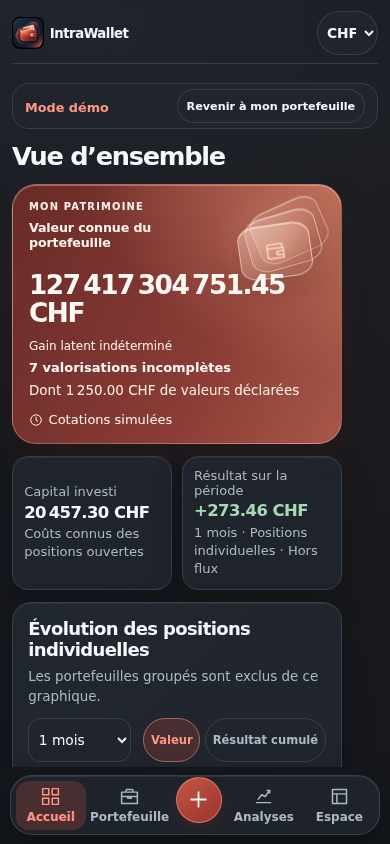 IntraWallet
CHF
Mode démo
Revenir à mon portefeuille
Vue d’ensemble
MON PATRIMOINE
Valeur connue du
portefeuille
127 417 304 751.45
CHF
Gain latent indéterminé
7 valorisations incomplètes
Dont 1 250.00 CHF de valeurs déclarées
Cotations simulées
Capital investi
20 457.30 CHF
Coûts connus des
positions ouvertes
Résultat sur la
période
+273.46 CHF
1 mois · Positions
individuelles · Hors
flux
Évolution des positions
individuelles
Les portefeuilles groupés sont exclus de ce
graphique.
1 mois
Valeur
Résultat cumulé
Accueil
Portefeuille
Analyses
Espace